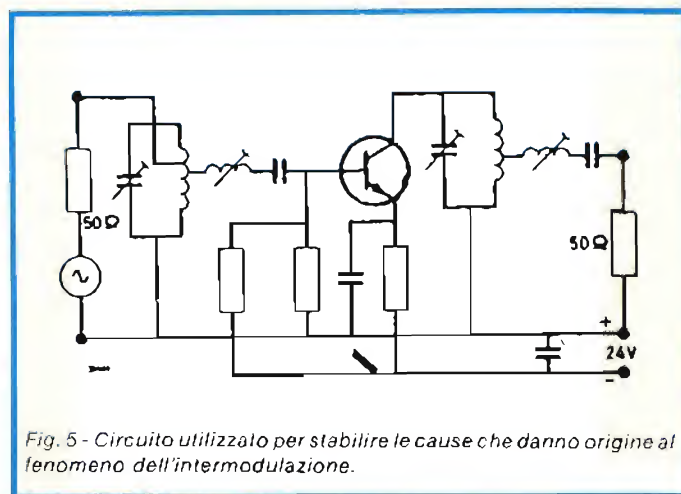 50Ω
50Ω
+
24V
-
Fig. 5 - Circuito utilizzato per stabilire le cause che danno origine al
fenomeno dell'intermodulazione.